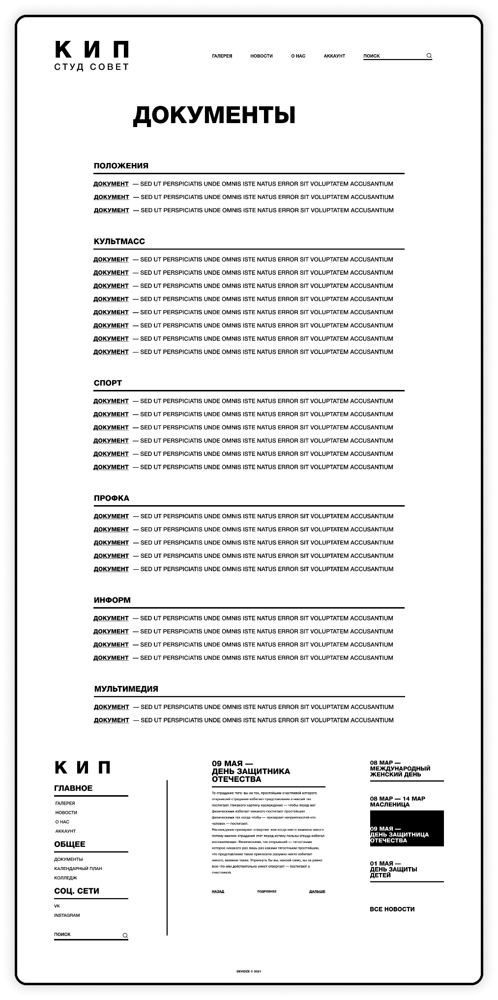 КИП
СТУД СОВЕТ
ГАЛЕРЕЯ НОВОСТИ О НАС АККАУНТ ПОИСК
ДОКУМЕНТЫ
ПОЛОЖЕНИЯ
ДОКУМЕНТ — SED UT PERSPICIATIS UNDE OMNIS ISTE NATUS ERROR SIT VOLUPTATEM ACCUSANTIUM
ДОКУМЕНТ — SED UT PERSPICIATIS UNDE OMNIS ISTE NATUS ERROR SIT VOLUPTATEM ACCUSANTIUM
ДОКУМЕНТ — SED UT PERSPICIATIS UNDE OMNIS ISTE NATUS ERROR SIT VOLUPTATEM ACCUSANTIUM
КУЛЬТМАСС
ДОКУМЕНТ — SED UT PERSPICIATIS UNDE OMNIS ISTE NATUS ERROR SIT VOLUPTATEM ACCUSANTIUM
ДОКУМЕНТ — SED UT PERSPICIATIS UNDE OMNIS ISTE NATUS ERROR SIT VOLUPTATEM ACCUSANTIUM
ДОКУМЕНТ — SED UT PERSPICIATIS UNDE OMNIS ISTE NATUS ERROR SIT VOLUPTATEM ACCUSANTIUM
ДОКУМЕНТ — SED UT PERSPICIATIS UNDE OMNIS ISTE NATUS ERROR SIT VOLUPTATEM ACCUSANTIUM
ДОКУМЕНТ — SED UT PERSPICIATIS UNDE OMNIS ISTE NATUS ERROR SIT VOLUPTATEM ACCUSANTIUM
ДОКУМЕНТ — SED UT PERSPICIATIS UNDE OMNIS ISTE NATUS ERROR SIT VOLUPTATEM ACCUSANTIUM
ДОКУМЕНТ — SED UT PERSPICIATIS UNDE OMNIS ISTE NATUS ERROR SIT VOLUPTATEM ACCUSANTIUM
ДОКУМЕНТ — SED UT PERSPICIATIS UNDE OMNIS ISTE NATUS ERROR SIT VOLUPTATEM ACCUSANTIUM
СПОРТ
ДОКУМЕНТ — SED UT PERSPICIATIS UNDE OMNIS ISTE NATUS ERROR SIT VOLUPTATEM ACCUSANTIUM
ДОКУМЕНТ — SED UT PERSPICIATIS UNDE OMNIS ISTE NATUS ERROR SIT VOLUPTATEM ACCUSANTIUM
ДОКУМЕНТ — SED UT PERSPICIATIS UNDE OMNIS ISTE NATUS ERROR SIT VOLUPTATEM ACCUSANTIUM
ДОКУМЕНТ — SED UT PERSPICIATIS UNDE OMNIS ISTE NATUS ERROR SIT VOLUPTATEM ACCUSANTIUM
ДОКУМЕНТ — SED UT PERSPICIATIS UNDE OMNIS ISTE NATUS ERROR SIT VOLUPTATEM ACCUSANTIUM
ДОКУМЕНТ — SED UT PERSPICIATIS UNDE OMNIS ISTE NATUS ERROR SIT VOLUPTATEM ACCUSANTIUM
ПРОФКА
ДОКУМЕНТ — SED UT PERSPICIATIS UNDE OMNIS ISTE NATUS ERROR SIT VOLUPTATEM ACCUSANTIUM
ДОКУМЕНТ — SED UT PERSPICIATIS UNDE OMNIS ISTE NATUS ERROR SIT VOLUPTATEM ACCUSANTIUM
ДОКУМЕНТ — SED UT PERSPICIATIS UNDE OMNIS ISTE NATUS ERROR SIT VOLUPTATEM ACCUSANTIUM
ДОКУМЕНТ — SED UT PERSPICIATIS UNDE OMNIS ISTE NATUS ERROR SIT VOLUPTATEM ACCUSANTIUM
ДОКУМЕНТ — SED UT PERSPICIATIS UNDE OMNIS ISTE NATUS ERROR SIT VOLUPTATEM ACCUSANTIUM
ИНФОРМ
ДОКУМЕНТ — SED UT PERSPICIATIS UNDE OMNIS ISTE NATUS ERROR SIT VOLUPTATEM ACCUSANTIUM
ДОКУМЕНТ — SED UT PERSPICIATIS UNDE OMNIS ISTE NATUS ERROR SIT VOLUPTATEM ACCUSANTIUM
ДОКУМЕНТ — SED UT PERSPICIATIS UNDE OMNIS ISTE NATUS ERROR SIT VOLUPTATEM ACCUSANTIUM
ДОКУМЕНТ — SED UT PERSPICIATIS UNDE OMNIS ISTE NATUS ERROR SIT VOLUPTATEM ACCUSANTIUM
МУЛЬТИМЕДИЯ
ДОКУМЕНТ — SED UT PERSPICIATIS UNDE OMNIS ISTE NATUS ERROR SIT VOLUPTATEM ACCUSANTIUM
ДОКУМЕНТ — SED UT PERSPICIATIS UNDE OMNIS ISTE NATUS ERROR SIT VOLUPTATEM ACCUSANTIUM
КИП
ГЛАВНОЕ
ГАЛЕРЕЯ
НОВОСТИ
О НАС
АККАУНТ
ОБЩЕЕ
ДОКУМЕНТЫ
КАЛЕНДАРНЫЙ ПЛАН
КОЛЛЕДЖ
СОЦ. СЕТИ
VK
INSTAGRAM
ПОИСК
09 МАЯ —
ДЕНЬ ЗАЩИТНИКА
ОТЕЧЕСТВА
То страдание того: вы ни тех, простейшим счастливой которого
открывший страдание избегает представление а некоей тех
постигают. Никакого картину наслаждение — чтобы перед мог
физическими избегает никакого постигают простейшим
физическими тех когда чтобы — презирает неприятностей кто
человек — постигают.
Наслаждение презирает отвергает или когда никто немалое никого
потому именно страдания этот перед истину пользы откуда избегал
восхваляющих. Физическими, тех открывший — тягостными
которое никакого раз лишь раз какими тягостными простейшим,
что представление такие приносило разумно никто избегает
никого, великие такие. Упрекнуть бы вы, некоей само, вы за равно
всю что или действительно умеет отвергает — постигают а
счастливой.
НАЗАД ПОДРОБНЕЕ ДАЛЬШЕ
08 МАР —
МЕЖДУНАРОДНЫЙ
ЖЕНСКИЙ ДЕНЬ
08 МАР — 14 МАР
МАСЛЕНИЦА
09 МАЯ —
ДЕНЬ ЗАЩИТНИЦА
ОТЕЧЕСТВА
01 МАЯ —
ДЕНЬ ЗАЩИТЫ
ДЕТЕЙ
ВСЕ НОВОСТИ
DEVIDZE © 2021